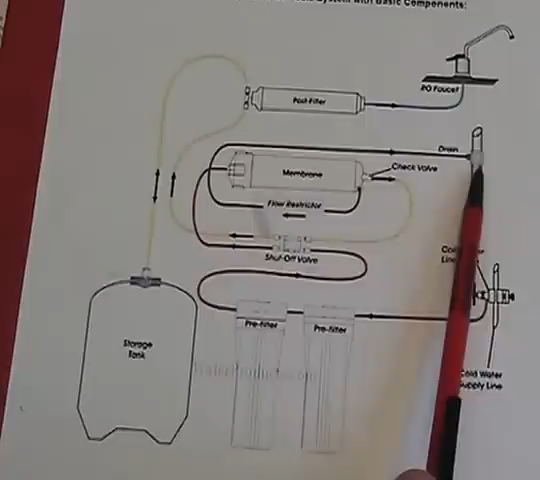 System with Basic Components:
Post-Filter
RO Faucet
Drain
Membrane
Check Valve
Flow Restrictor
Shut-Off Valve
Line
Pre-filter
Pre-filter
Storage
Tank
Cold Water
Supply Line